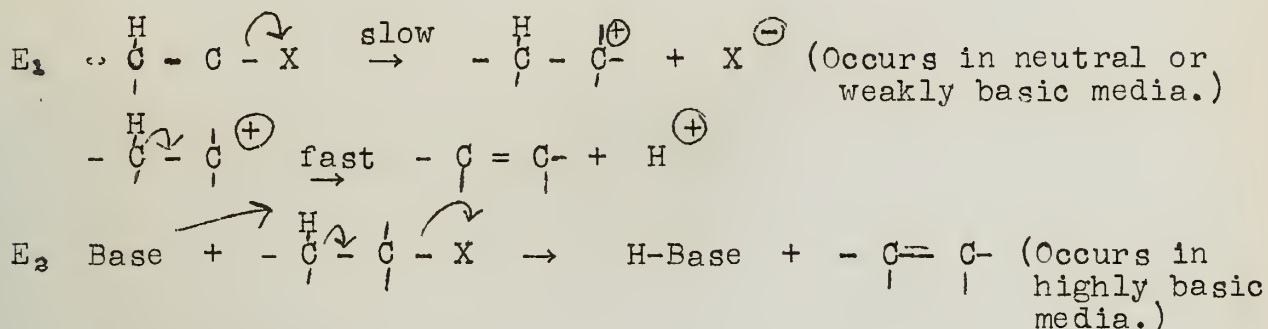 H H
E₁ - C - C - X slow → - C - C⊕ - + X⊖ (Occurs in neutral or
weakly basic media.)
H
- C - C⊕ fast → - C = C- + H⊕
H
E₂ Base + - C - C - X → H-Base + - C= C- (Occurs in
highly basic
media.)